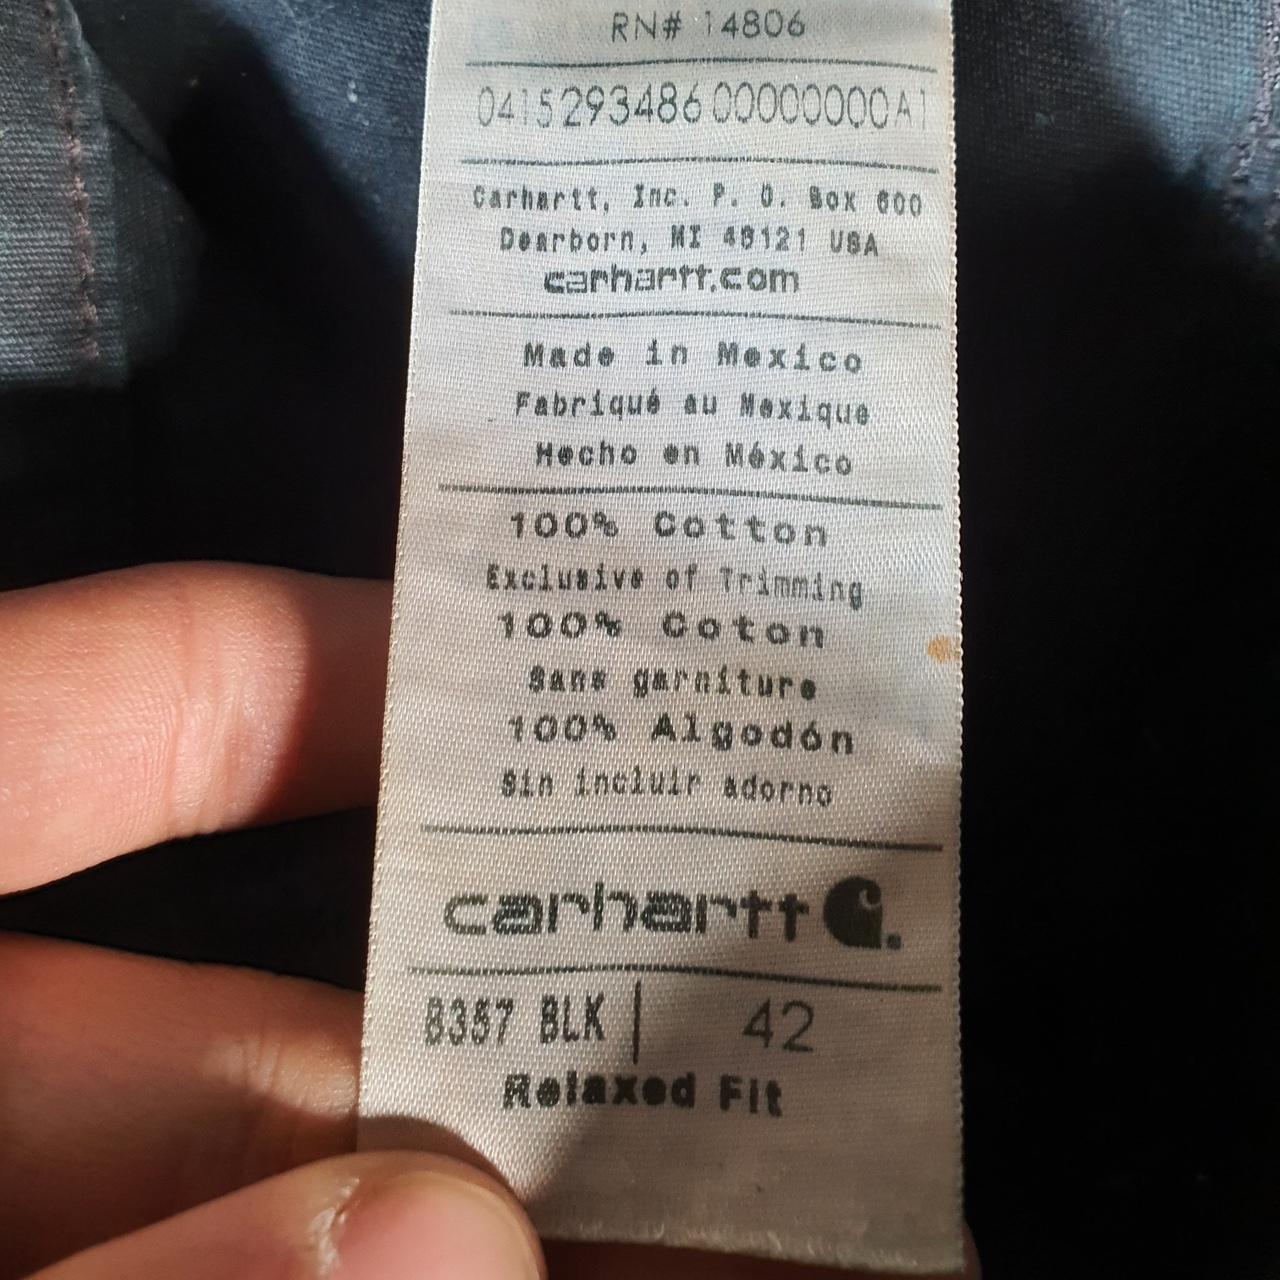 RN# 14806
0415293486 00000000A1
Carhartt, Inc. P. O. Box 600
Dearborn, MI 48121 USA
carhartt.com
Made in Mexico
Fabriqué au Mexique
Hecho en México
100% Cotton
Exclusive of Trimming
100% Coton
Sans garniture
100% Algodón
Sin incluir adorno
carhartt
B357 BLK | 42
Relaxed Fit